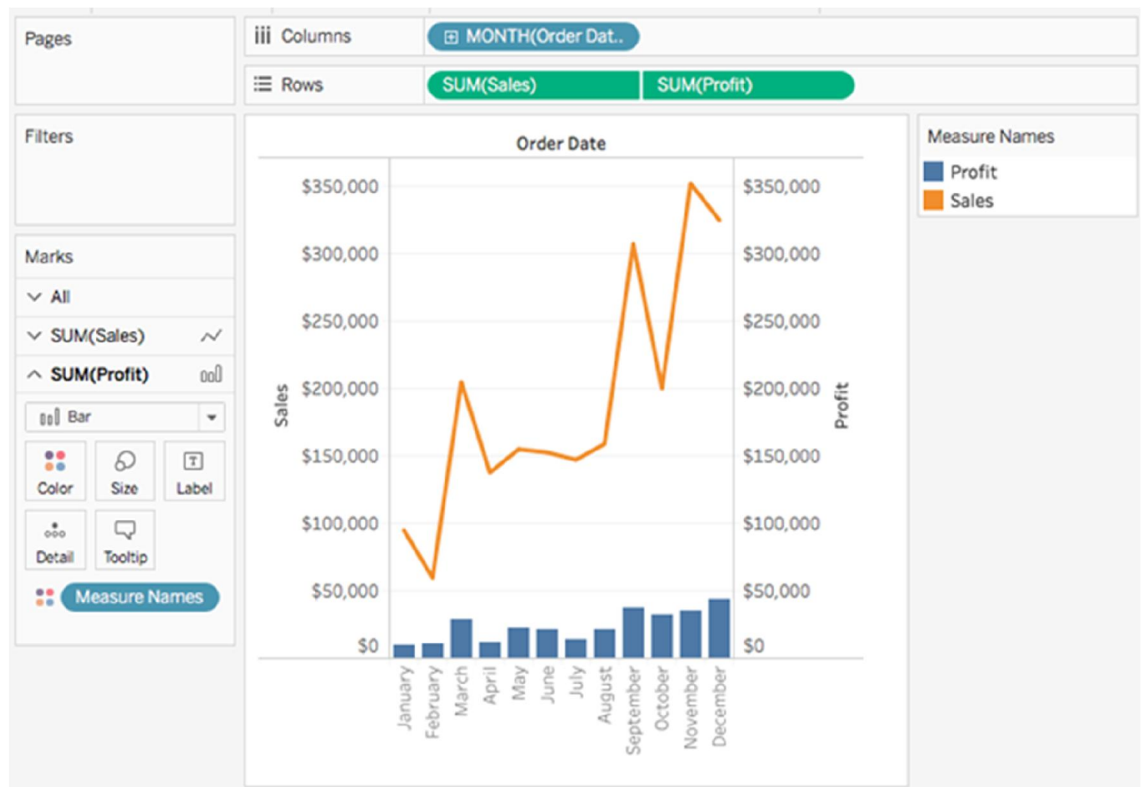 Pages
Columns
MONTH(Order Dat..
Rows
SUM(Sales)
SUM(Profit)
Filters
Marks
All
SUM(Sales)
SUM(Profit)
Bar
Color
Size
Label
Detail
Tooltip
Measure Names
Order Date
Sales
$350,000
$300,000
$250,000
$200,000
$150,000
$100,000
$50,000
$0
$350,000
$300,000
$250,000
$200,000
$150,000
$100,000
$50,000
$0
Profit
January
February
March
April
May
June
July
August
September
October
November
December
Measure Names
Profit
Sales